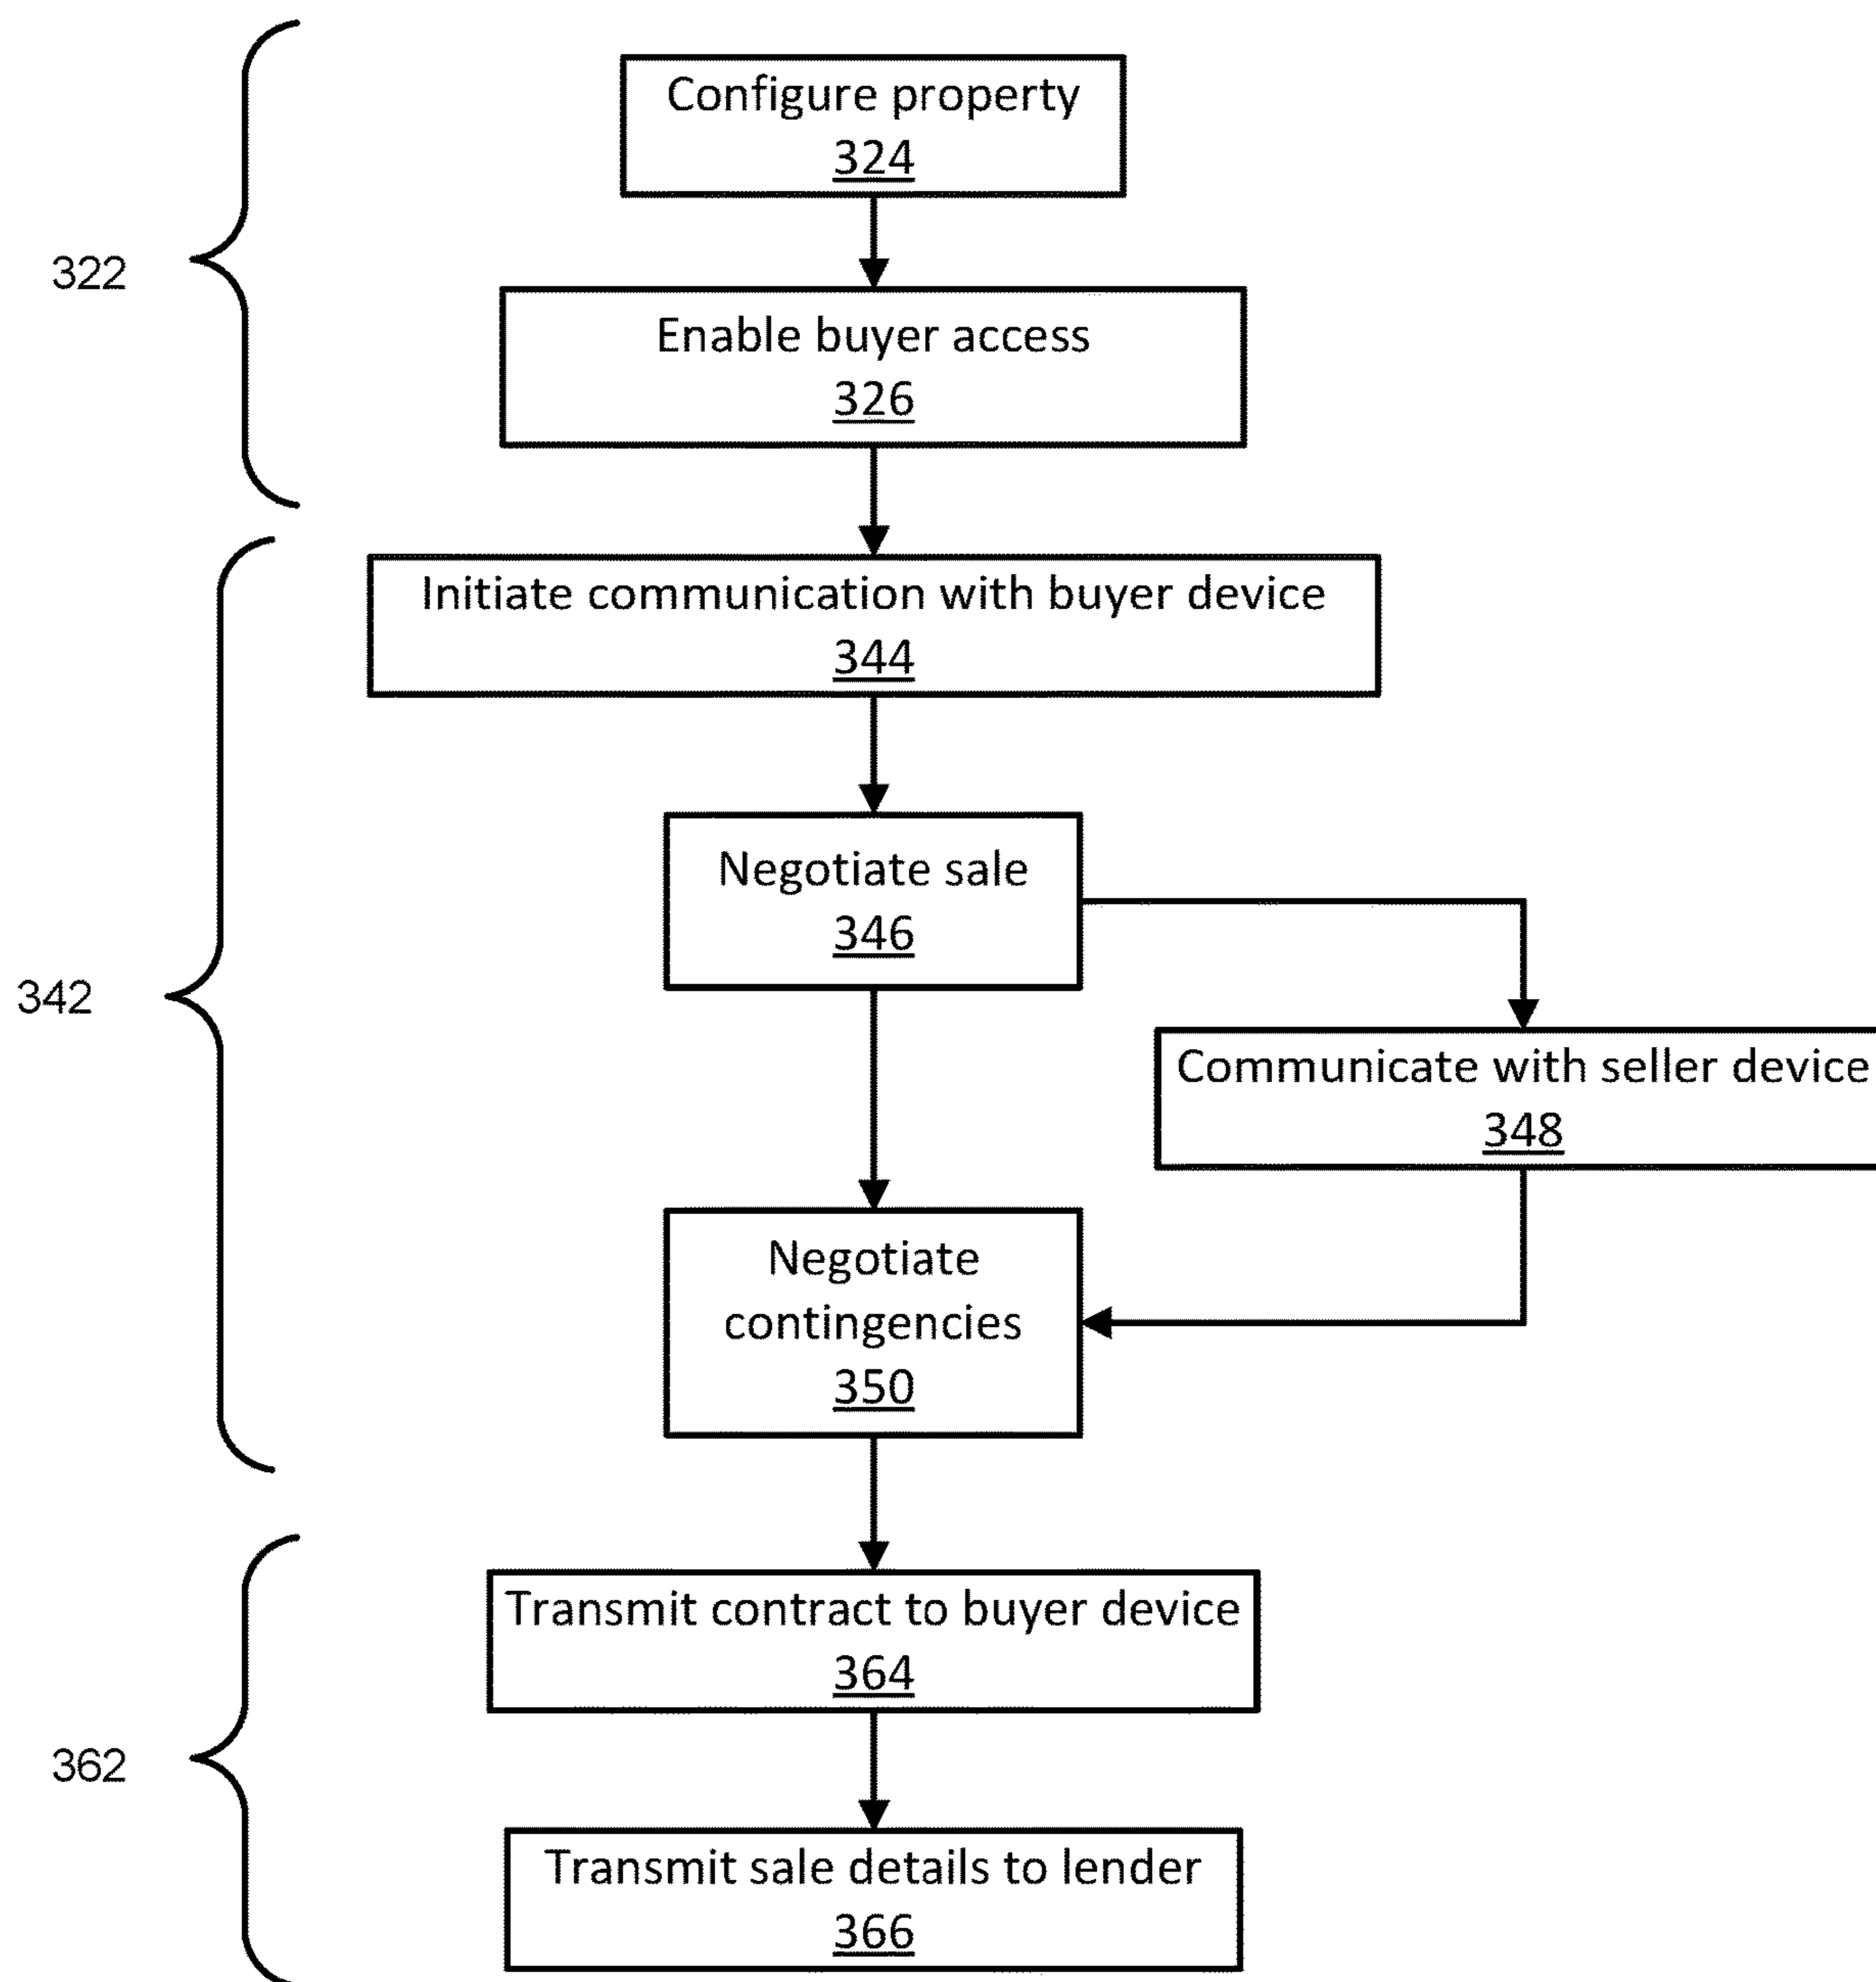 Configure property
324
322
Enable buyer access
326
Initiate communication with buyer device
344
Negotiate sale
346
342
Communicate with seller device
348
Negotiate
contingencies
350
Transmit contract to buyer device
364
362
Transmit sale details to lender
366